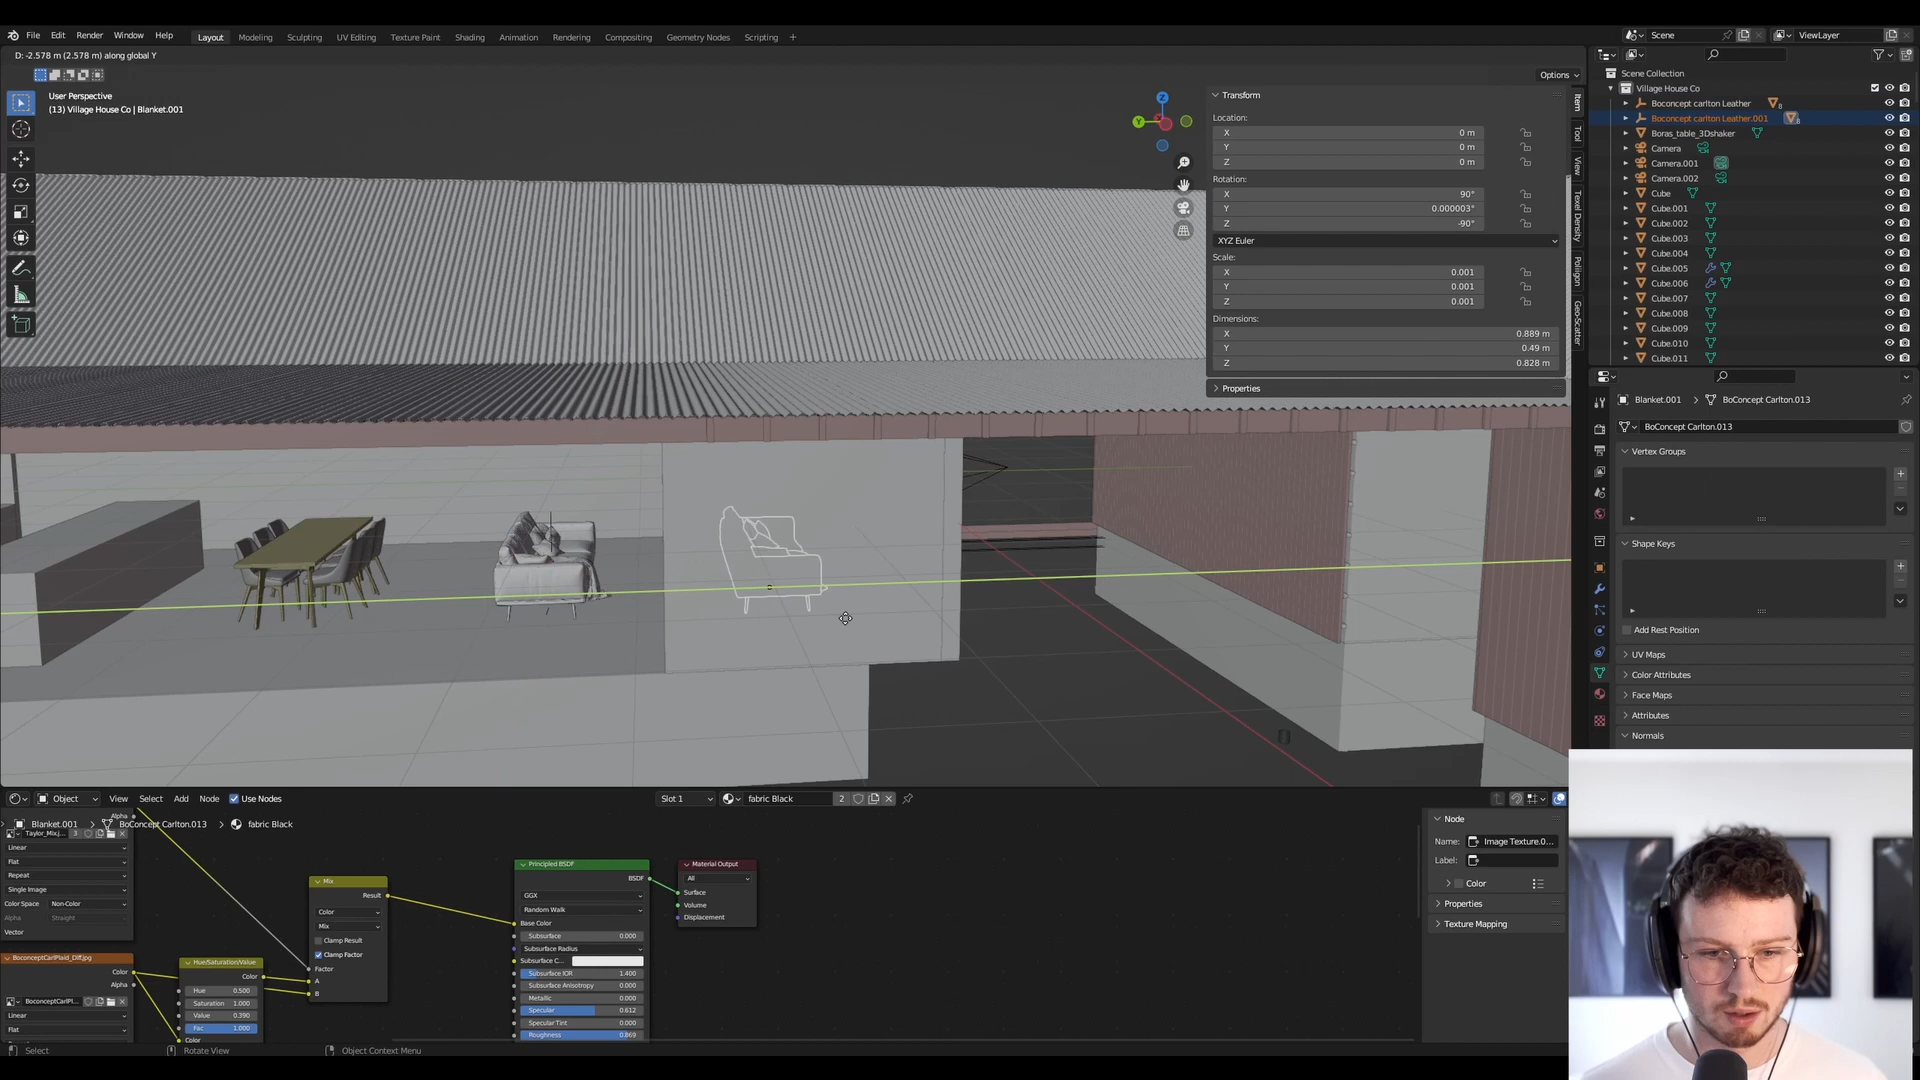 File Edit Render Window Help
Layout Modeling Sculpting UV Editing Texture Paint Shading Animation Rendering Compositing Geometry Nodes Scripting +
Scene
ViewLayer
D: -2.578 m (2.578 m) along global Y
Options
User Perspective
(13) Village House Co | Blanket.001
Z
Y
Transform
Location:
X 0 m
Y 0 m
Z 0 m
Rotation:
X 90°
Y 0.000003°
Z -90°
XYZ Euler
Scale:
X 0.001
Y 0.001
Z 0.001
Dimensions:
X 0.889 m
Y 0.49 m
Z 0.828 m
Properties
Item
Tool
View
Texel Density
Poliigon
Geo-Scatter
Scene Collection
Village House Co
Boconcept carlton Leather 8
Boconcept carlton Leather.001 8
Boras_table_3Dshaker
Camera
Camera.001
Camera.002
Cube
Cube.001
Cube.002
Cube.003
Cube.004
Cube.005
Cube.006
Cube.007
Cube.008
Cube.009
Cube.010
Cube.011
Blanket.001 > BoConcept Carlton.013
BoConcept Carlton.013
Vertex Groups
Shape Keys
Add Rest Position
UV Maps
Color Attributes
Face Maps
Attributes
Normals
Object View Select Add Node Use Nodes
Slot 1
fabric Black 2
Blanket.001 > BoConcept Carlton.013 > fabric Black
Alpha
Taylor_Mix.j... 3
Linear
Flat
Repeat
Single Image
Color Space Non-Color
Alpha Straight
Vector
BoconceptCarlPlaid_Diff.jpg
Color
Alpha
BoconceptCarlPl...
Linear
Flat
Hue/Saturation/Value
Color
Hue 0.500
Saturation 1.000
Value 0.390
Fac 1.000
Color
Mix
Result
Color
Mix
Clamp Result
Clamp Factor
Factor
A
B
Principled BSDF
BSDF
GGX
Random Walk
Base Color
Subsurface 0.000
Subsurface Radius
Subsurface C...
Subsurface IOR 1.400
Subsurface Anisotropy 0.000
Metallic 0.000
Specular 0.612
Specular Tint 0.000
Roughness 0.869
Material Output
All
Surface
Volume
Displacement
Node
Name: Image Texture.0...
Label:
Color
Properties
Texture Mapping
Select Rotate View Object Context Menu